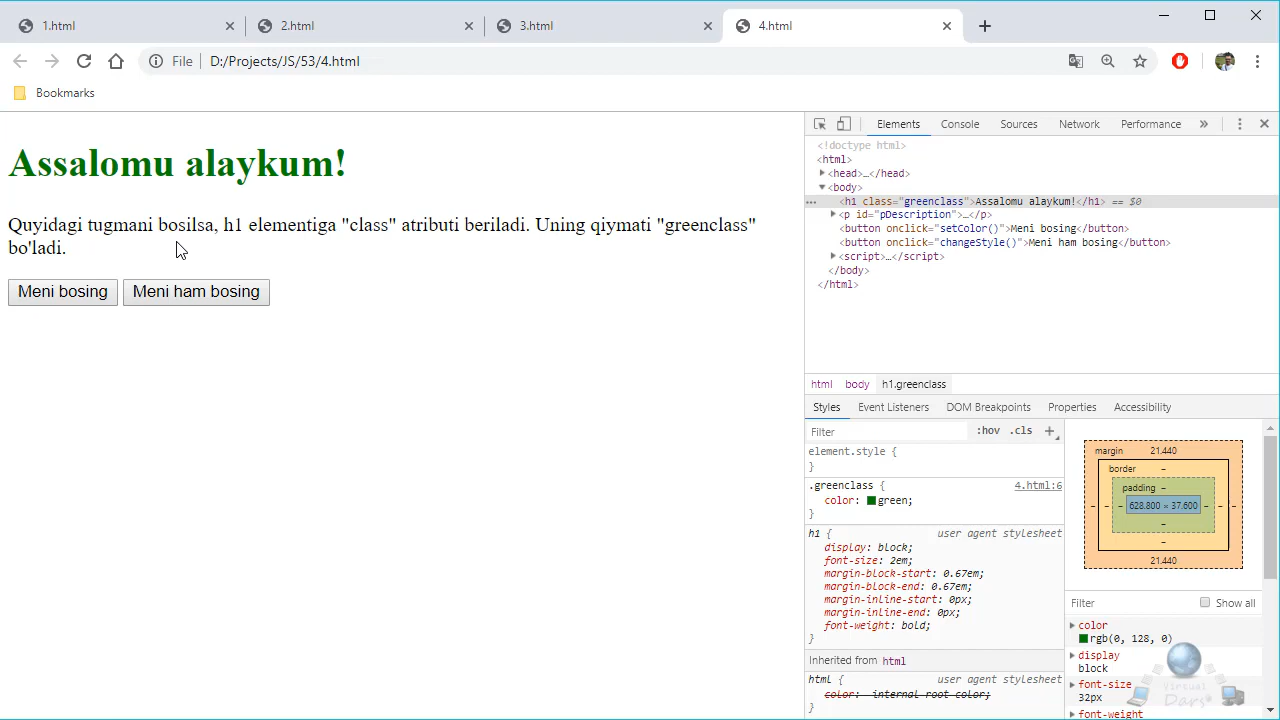 1.html
2.html
3.html
4.html
File
D:/Projects/JS/53/4.html
Bookmarks
Assalomu alaykum!
Quyidagi tugmani bosilsa, h1 elementiga "class" atributi beriladi. Uning qiymati "greenclass"
bo'ladi.
Meni bosing Meni ham bosing
Elements Console Sources Network Performance »
<!doctype html>
<html>
<head>…</head>
<body>
… <h1 class="greenclass">Assalomu alaykum!</h1> == $0
<p id="pDescription">…</p>
<button onclick="setColor()">Meni bosing</button>
<button onclick="changeStyle()">Meni ham bosing</button>
<script>…</script>
</body>
</html>
html body h1.greenclass
Styles Event Listeners DOM Breakpoints Properties Accessibility
Filter :hov .cls +
element.style {
}
.greenclass { 4.html:6
color: green;
}
h1 { user agent stylesheet
display: block;
font-size: 2em;
margin-block-start: 0.67em;
margin-block-end: 0.67em;
margin-inline-start: 0px;
margin-inline-end: 0px;
font-weight: bold;
}
Inherited from html
html { user agent stylesheet
color: -internal-root-color;
}
margin 21.440
border –
padding –
– – – 628.800 × 37.600 – – –
–
–
21.440
Filter Show all
color
rgb(0, 128, 0)
display
block
font-size
32px
font-weight
Virtual
Dars